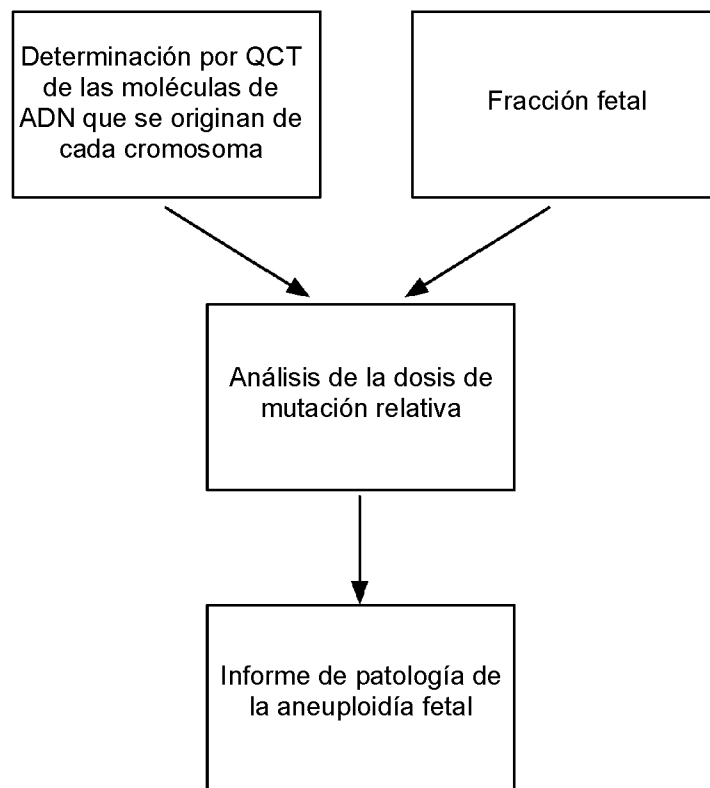 Determinación por QCT
de las moléculas de
ADN que se originan de
cada cromosoma
Fracción fetal
Análisis de la dosis de
mutación relativa
Informe de patología de
la aneuploidía fetal